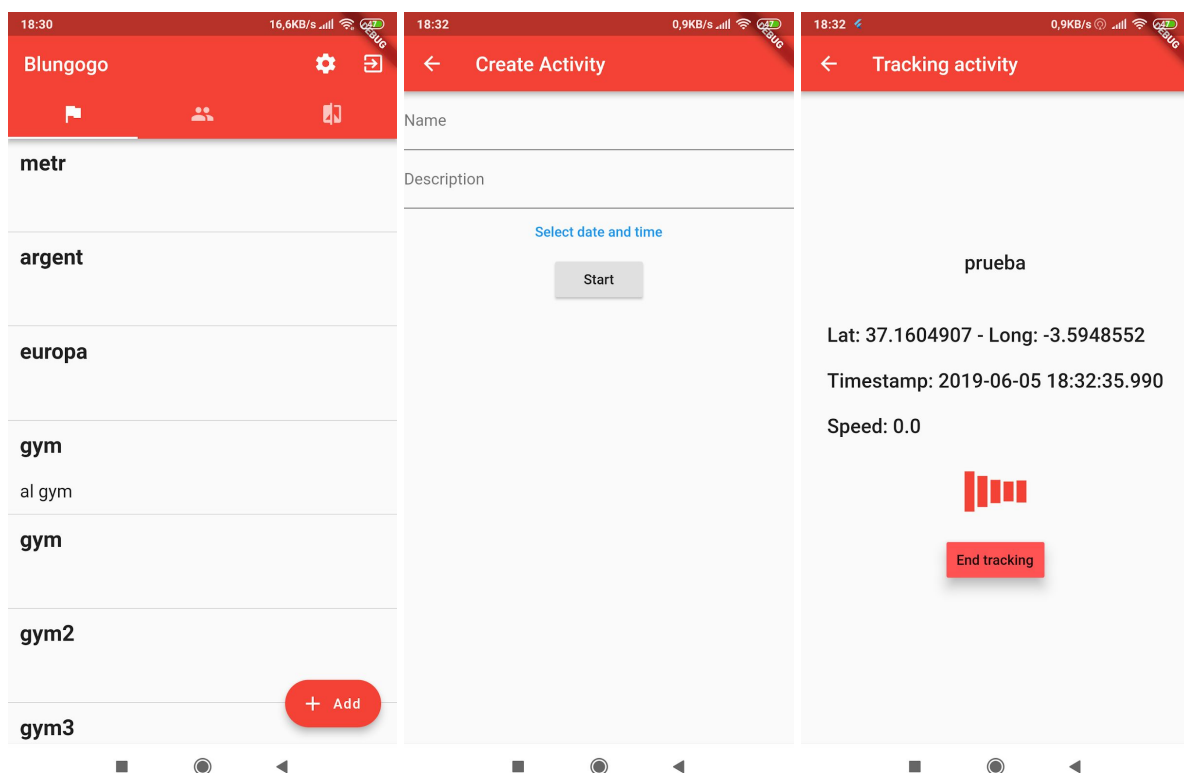 18:30 16,6KB/s 47
DEBUG
Blungogo
metr
argent
europa
gym
al gym
gym
gym2
+ Add
gym3
18:32 0,9KB/s 47
DEBUG
Create Activity
Name
Description
Select date and time
Start
18:32 0,9KB/s 47
DEBUG
Tracking activity
prueba
Lat: 37.1604907 - Long: -3.5948552
Timestamp: 2019-06-05 18:32:35.990
Speed: 0.0
End tracking